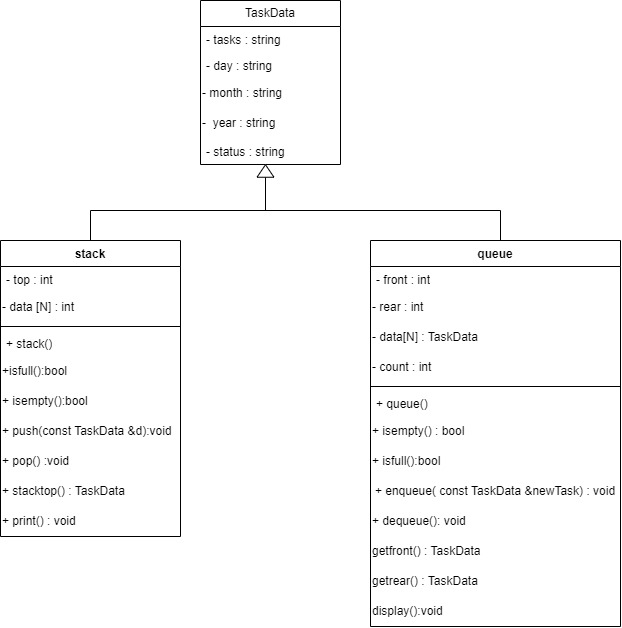 TaskData
- tasks : string
- day : string
- month : string
- year : string
- status : string
stack
- top : int
- data [N] : int
+ stack()
+isfull():bool
+ isempty():bool
+ push(const TaskData &d):void
+ pop() :void
+ stacktop() : TaskData
+ print() : void
queue
- front : int
- rear : int
- data[N] : TaskData
- count : int
+ queue()
+ isempty() : bool
+ isfull():bool
+ enqueue( const TaskData &newTask) : void
+ dequeue(): void
getfront() : TaskData
getrear() : TaskData
display():void